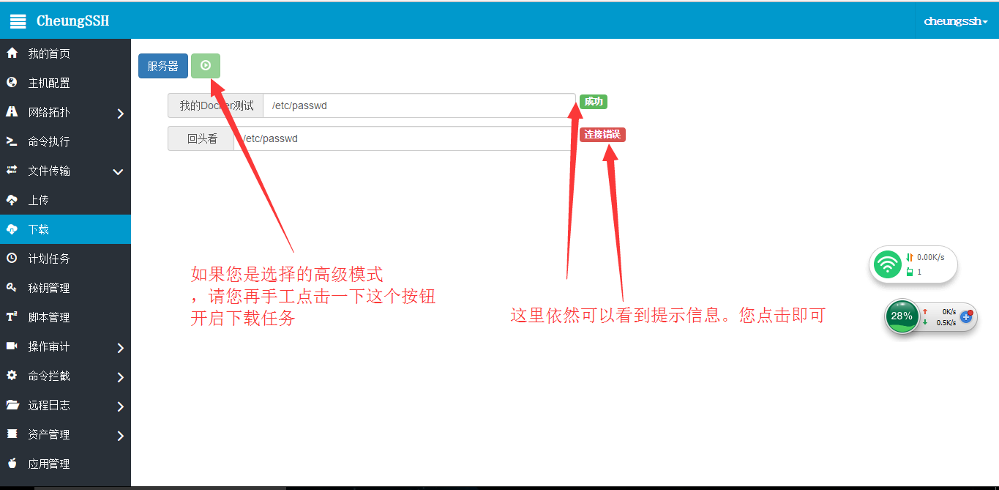 CheungSSH
cheungssh
我的首页
主机配置
网络拓扑
命令执行
文件传输
上传
下载
计划任务
秘钥管理
脚本管理
操作审计
命令拦截
远程日志
资产管理
应用管理
服务器
我的Docker测试 /etc/passwd 成功
回头看 /etc/passwd 连接错误
如果您是选择的高级模式
，请您再手工点击一下这个按钮
开启下载任务
这里依然可以看到提示信息。您点击即可
0.00K/s
1
28%
0K/s
0.5K/s